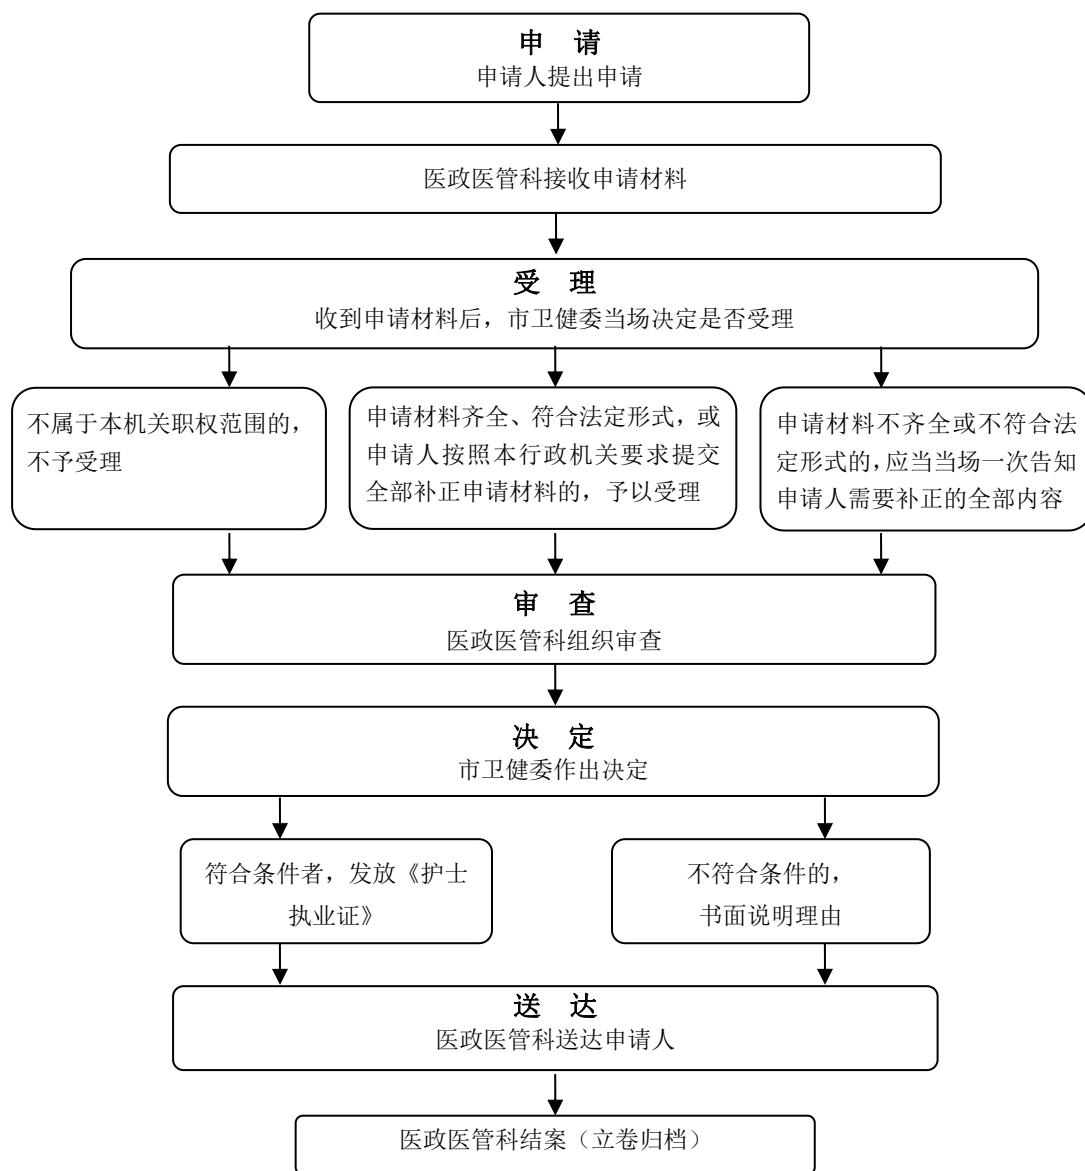 申 请
申请人提出申请
医政医管科接收申请材料
受 理
收到申请材料后，市卫健委当场决定是否受理
不属于本机关职权范围的，
不予受理
申请材料齐全、符合法定形式，或
申请人按照本行政机关要求提交
全部补正申请材料的，予以受理
申请材料不齐全或不符合法
定形式的，应当当场一次告知
申请人需要补正的全部内容
审 查
医政医管科组织审查
决 定
市卫健委作出决定
符合条件者，发放《护士
执业证》
不符合条件的，
书面说明理由
送 达
医政医管科送达申请人
医政医管科结案（立卷归档）